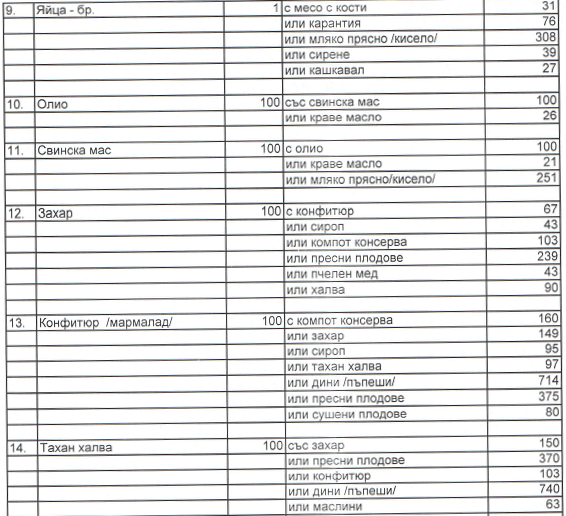 9. Яйца - бр. 1 с месо с кости 31
или карантия 76
или мляко прясно /кисело/ 308
или сирене 39
или кашкавал 27
10. Олио 100 със свинска мас 100
или краве масло 26
11. Свинска мас 100 с олио 100
или краве масло 21
или мляко прясно/кисело/ 251
12. Захар 100 с конфитюр 67
или сироп 43
или компот консерва 103
или пресни плодове 239
или пчелен мед 43
или халва 90
13. Конфитюр /мармалад/ 100 с компот консерва 160
или захар 149
или сироп 95
или тахан халва 97
или дини /пъпеши/ 714
или пресни плодове 375
или сушени плодове 80
14. Тахан халва 100 със захар 150
или пресни плодове 370
или конфитюр 103
или дини /пъпеши/ 740
или маслини 63